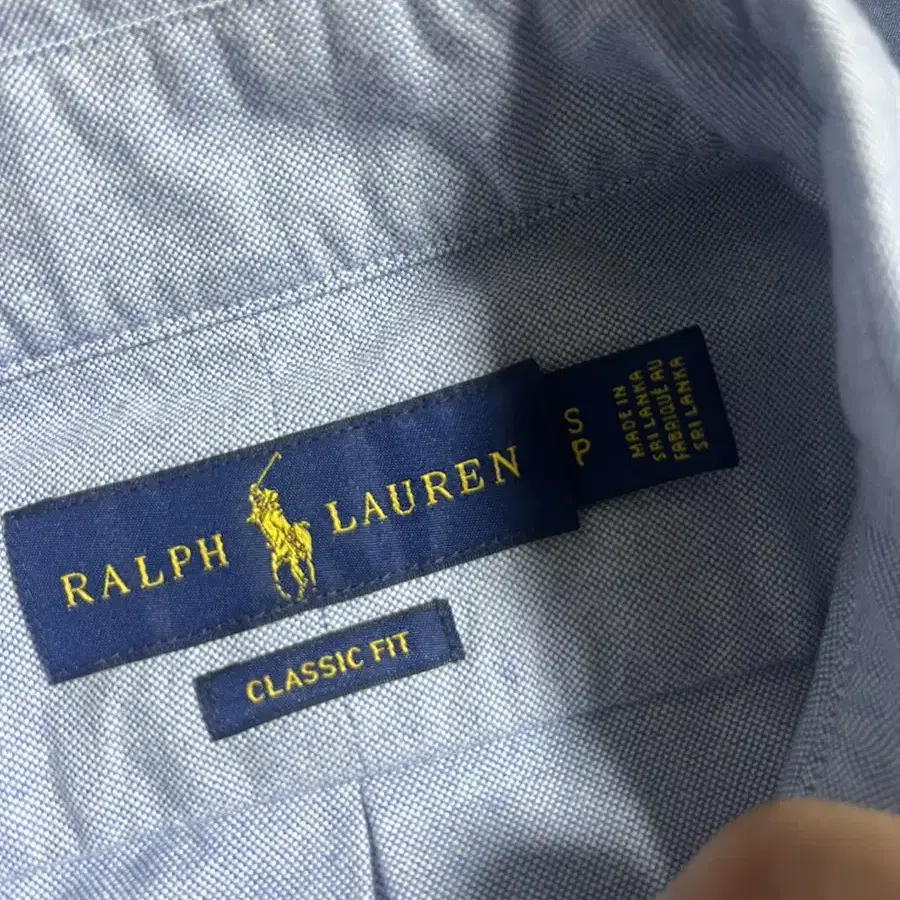 RALPH LAUREN
CLASSIC FIT
S
P
MADE IN
SRI LANKA
FABRIQUÉ AU
SRI LANKA